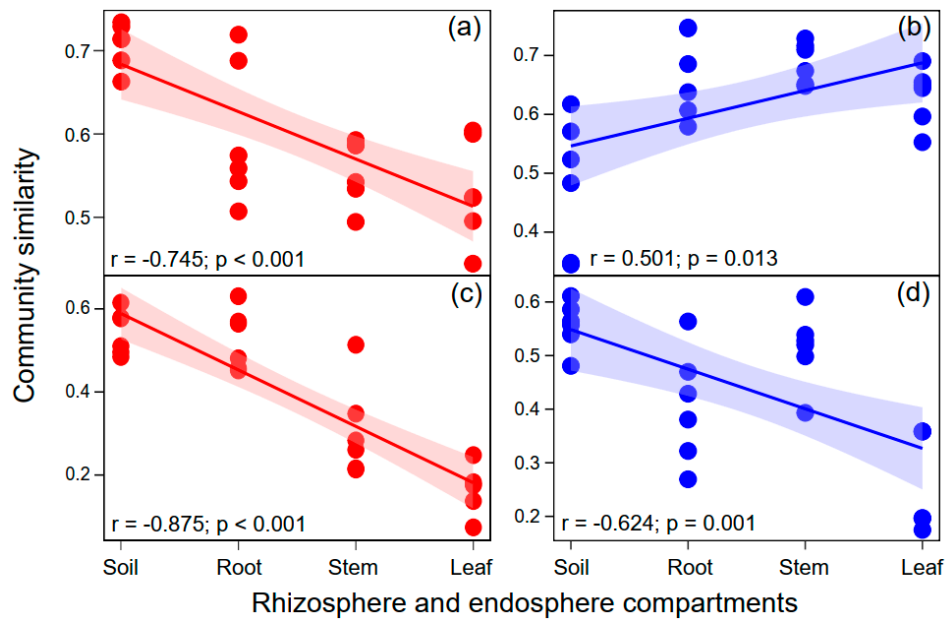 Community similarity
(a)
0.7
0.6
0.5
r = -0.745; p < 0.001
(b)
0.7
0.6
0.5
0.4
r = 0.501; p = 0.013
(c)
0.6
0.4
0.2
r = -0.875; p < 0.001
(d)
0.6
0.5
0.4
0.3
0.2
r = -0.624; p = 0.001
Soil Root Stem Leaf Soil Root Stem Leaf
Rhizosphere and endosphere compartments